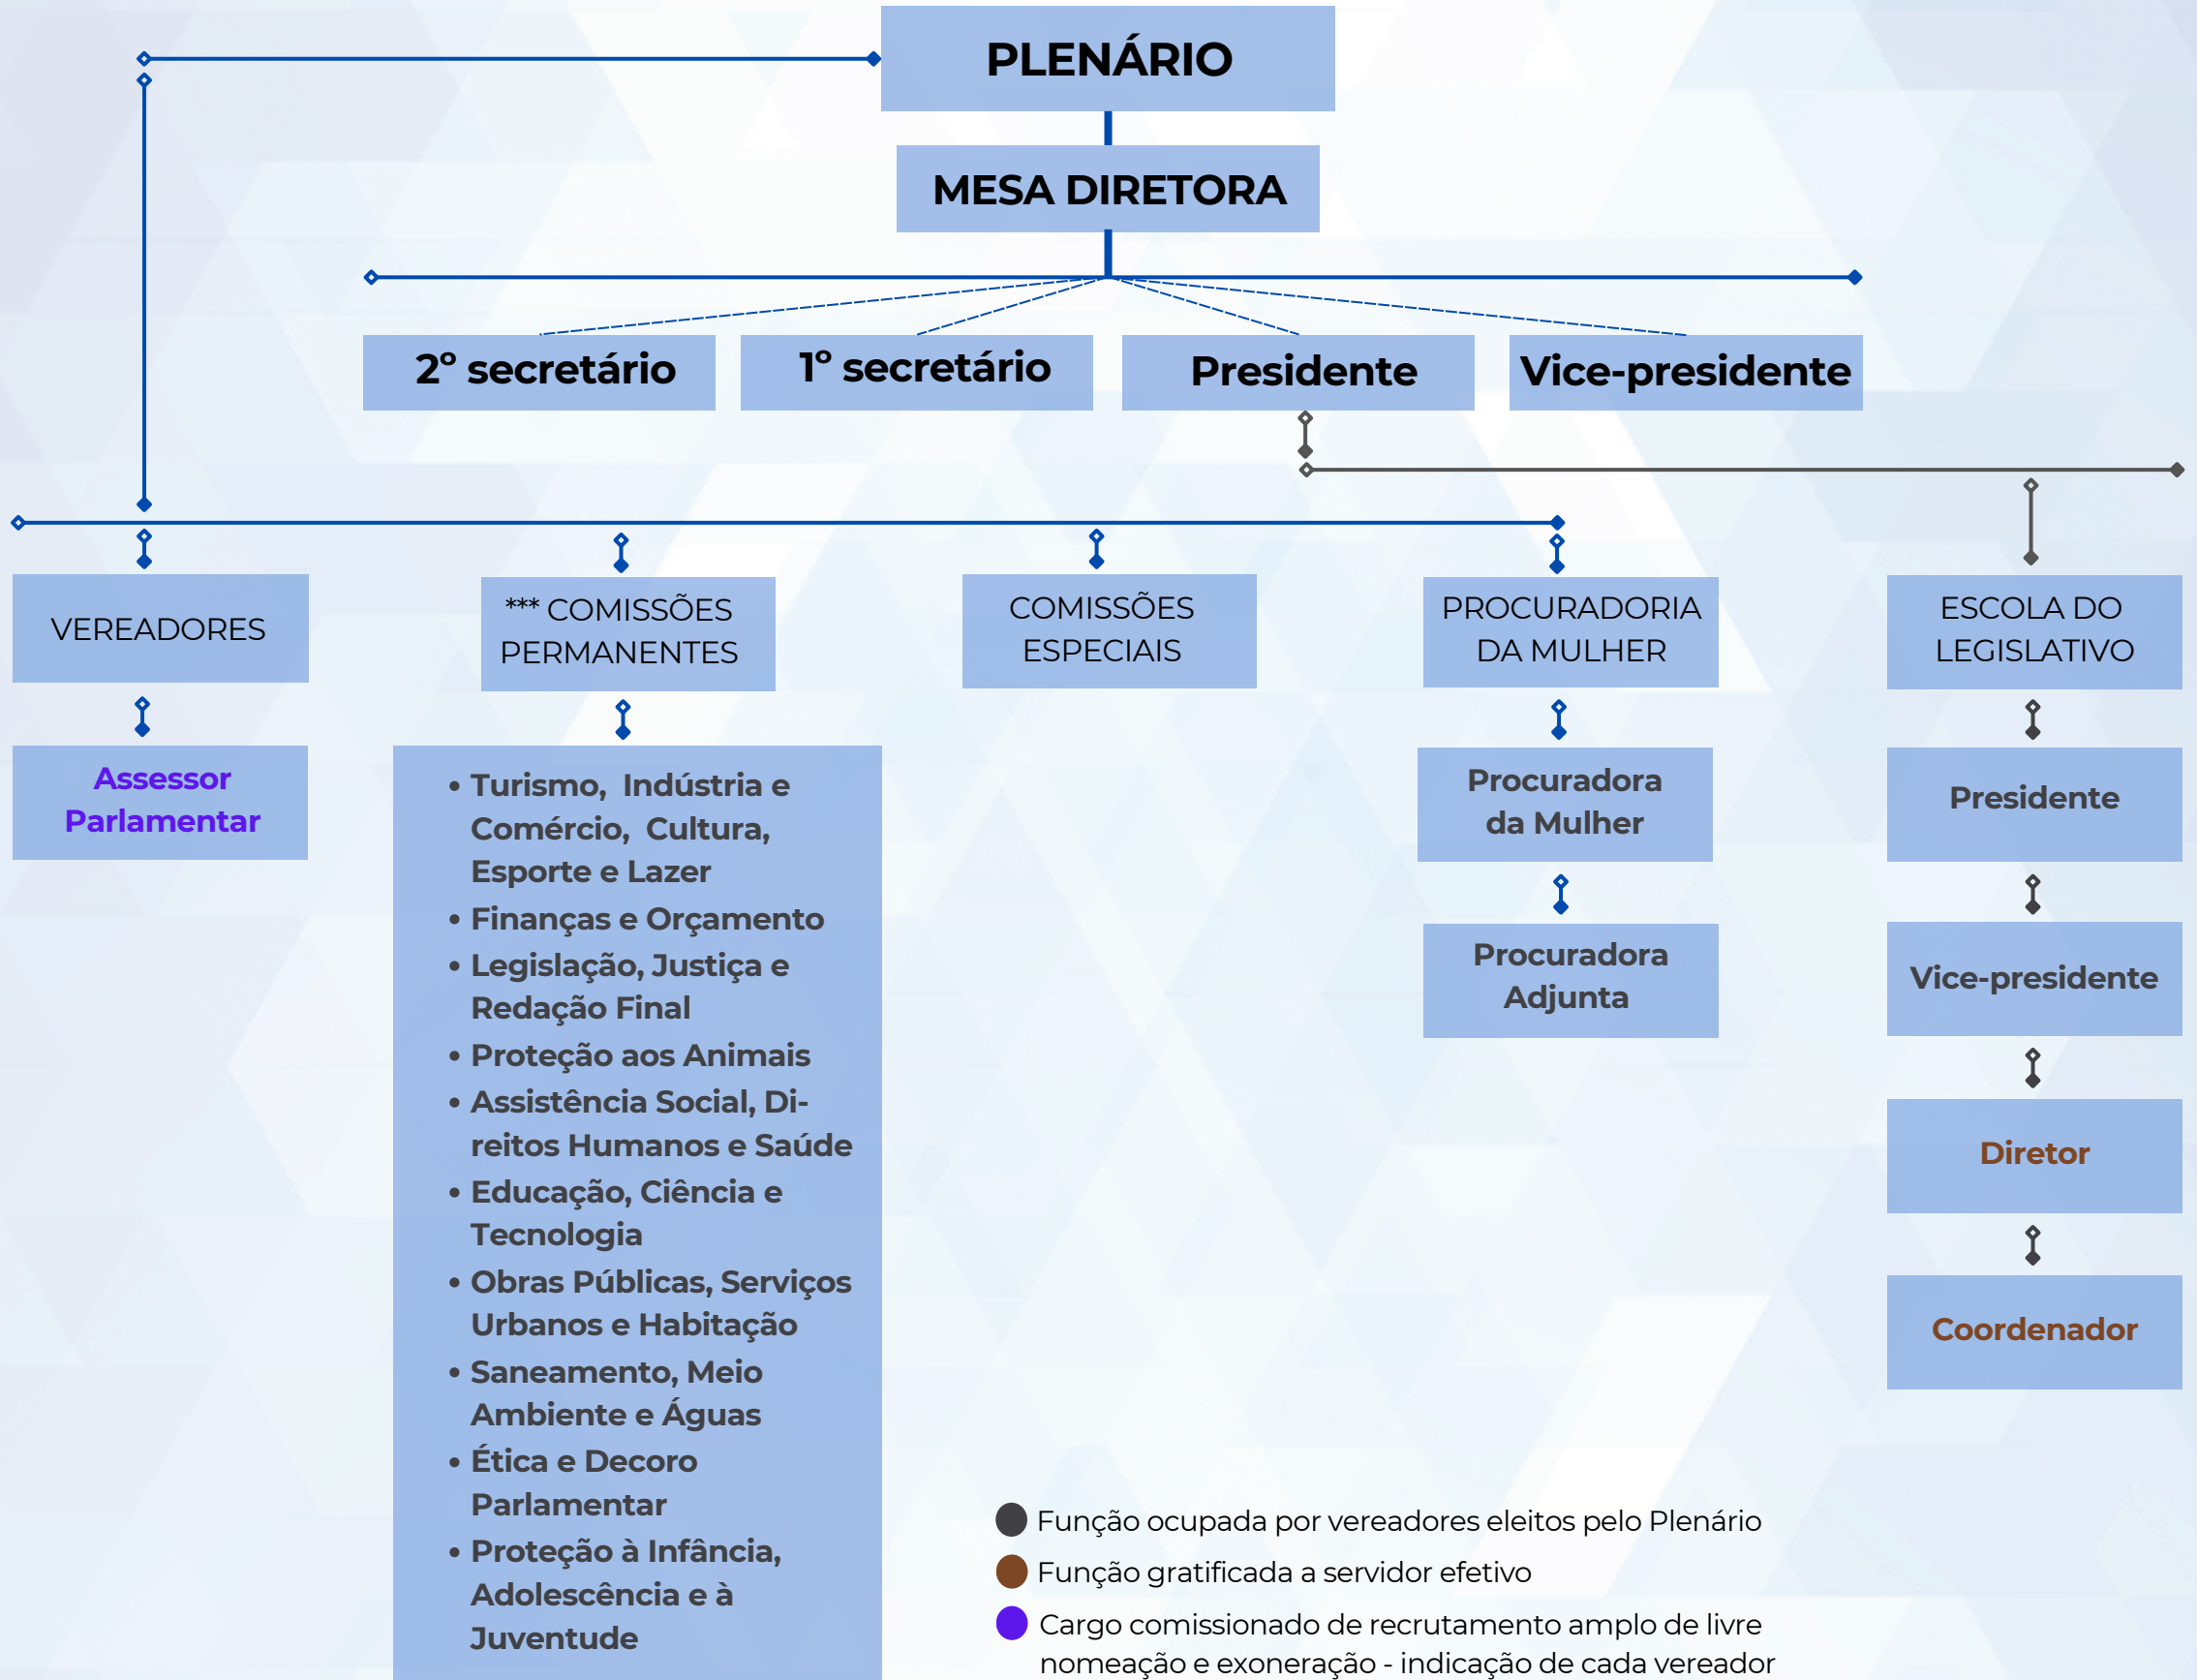 PLENÁRIO
MESA DIRETORA
2º secretário
1º secretário
Presidente
Vice-presidente
VEREADORES
*** COMISSÕES
PERMANENTES
COMISSÕES
ESPECIAIS
PROCURADORIA
DA MULHER
ESCOLA DO
LEGISLATIVO
Assessor
Parlamentar
• Turismo, Indústria e
Comércio, Cultura,
Esporte e Lazer
• Finanças e Orçamento
• Legislação, Justiça e
Redação Final
• Proteção aos Animais
• Assistência Social, Di-
reitos Humanos e Saúde
• Educação, Ciência e
Tecnologia
• Obras Públicas, Serviços
Urbanos e Habitação
• Saneamento, Meio
Ambiente e Águas
• Ética e Decoro
Parlamentar
• Proteção à Infância,
Adolescência e à
Juventude
Procuradora
da Mulher
Procuradora
Adjunta
Presidente
Vice-presidente
Diretor
Coordenador
Função ocupada por vereadores eleitos pelo Plenário
Função gratificada a servidor efetivo
Cargo comissionado de recrutamento amplo de livre
nomeação e exoneração - indicação de cada vereador